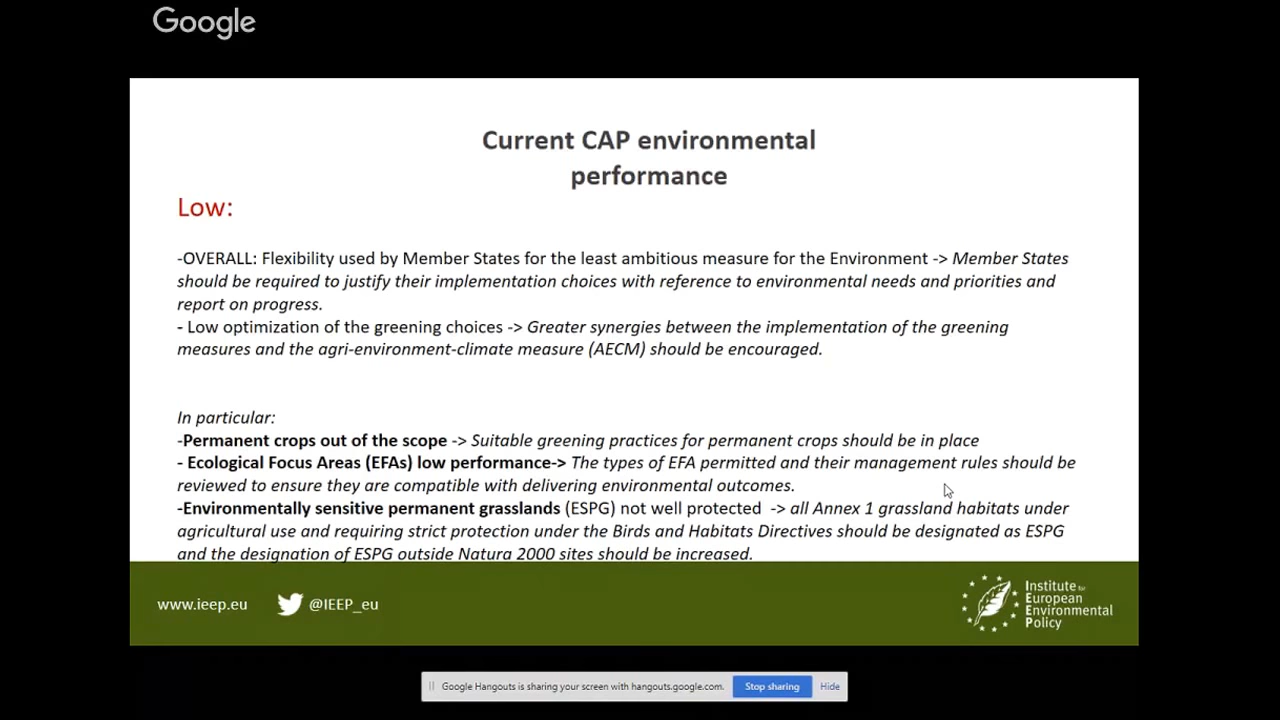 Google
Current CAP environmental
performance
Low:
-OVERALL: Flexibility used by Member States for the least ambitious measure for the Environment -> Member States
should be required to justify their implementation choices with reference to environmental needs and priorities and
report on progress.
- Low optimization of the greening choices -> Greater synergies between the implementation of the greening
measures and the agri-environment-climate measure (AECM) should be encouraged.
In particular:
-Permanent crops out of the scope -> Suitable greening practices for permanent crops should be in place
- Ecological Focus Areas (EFAs) low performance-> The types of EFA permitted and their management rules should be
reviewed to ensure they are compatible with delivering environmental outcomes.
-Environmentally sensitive permanent grasslands (ESPG) not well protected -> all Annex 1 grassland habitats under
agricultural use and requiring strict protection under the Birds and Habitats Directives should be designated as ESPG
and the designation of ESPG outside Natura 2000 sites should be increased.
www.ieep.eu @IEEP_eu
Institute for
European
Environmental
Policy
Google Hangouts is sharing your screen with hangouts.google.com. Stop sharing Hide